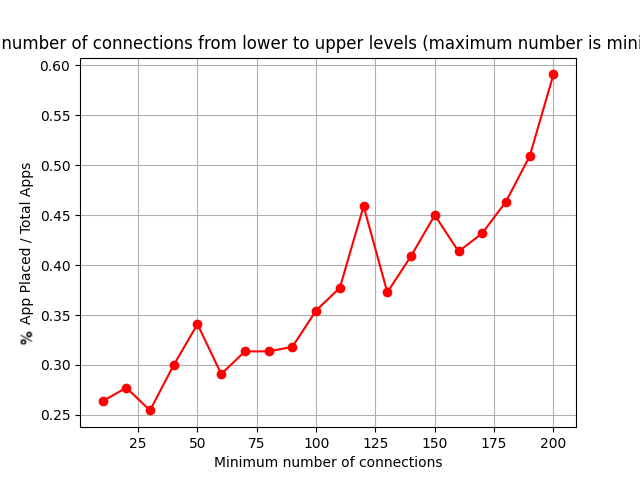 number of connections from lower to upper levels (maximum number is mini
0.60
0.55
0.50
0.45
0.40
0.35
0.30
0.25
% App Placed / Total Apps
25 50 75 100 125 150 175 200
Minimum number of connections